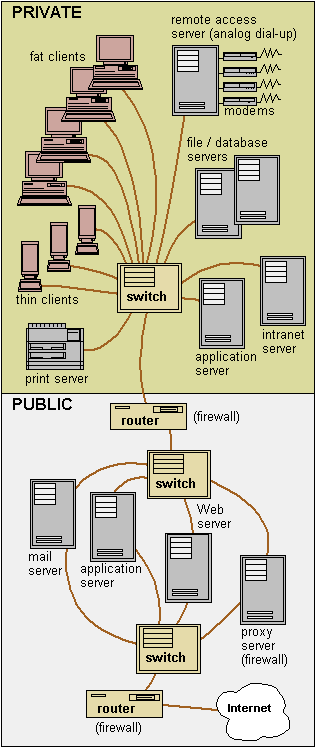 PRIVATE
remote access
server (analog dial-up)
fat clients
modems
file / database
servers
thin clients
switch
print server
application
server
intranet
server
PUBLIC
router
(firewall)
switch
Web
server
mail
server
application
server
proxy
server
(firewall)
switch
router
(firewall)
Internet